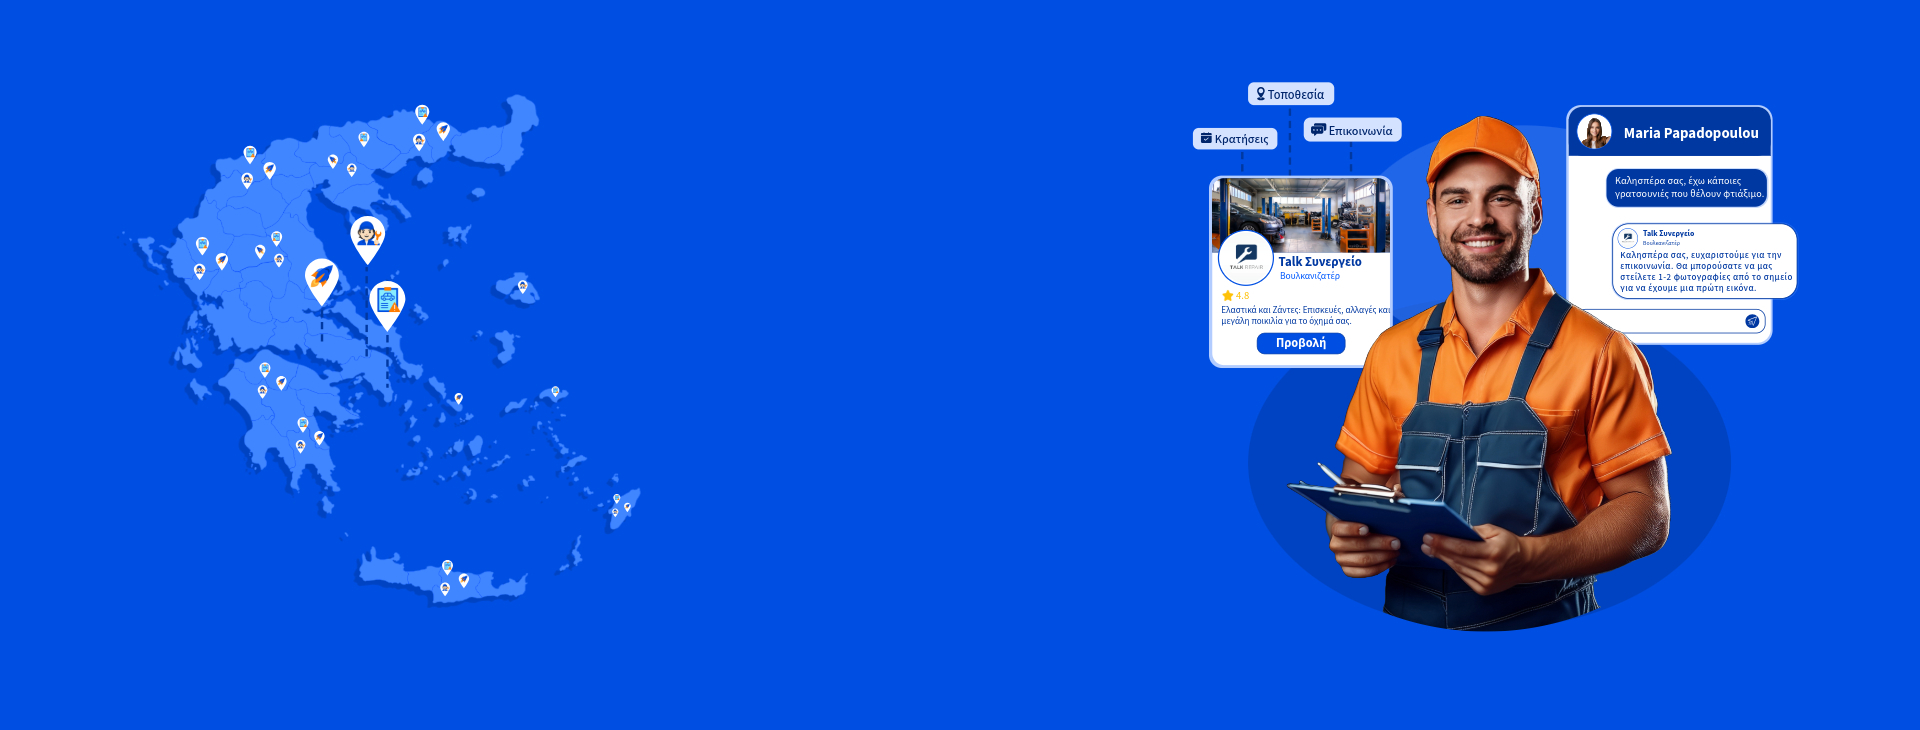 Τοποθεσία
Κρατήσεις
Επικοινωνία
TALK REPAIR
Talk Συνεργείο
Βουλκανιζατέρ
4,8
Ελαστικά και Ζάντες: Επισκευές, αλλαγές και
μεγάλη ποικιλία για το όχημά σας.
Προβολή
Maria Papadopoulou
Καλησπέρα σας, έχω κάποιες
γρατσουνιές που θέλουν φτιάξιμο.
Talk Συνεργείο
Βουλκανιζατέρ
Καλησπέρα σας, ευχαριστούμε για την
επικοινωνία. Θα μπορούσατε να μας
στείλετε 1-2 φωτογραφίες από το σημείο
για να έχουμε μια πρώτη εικόνα.